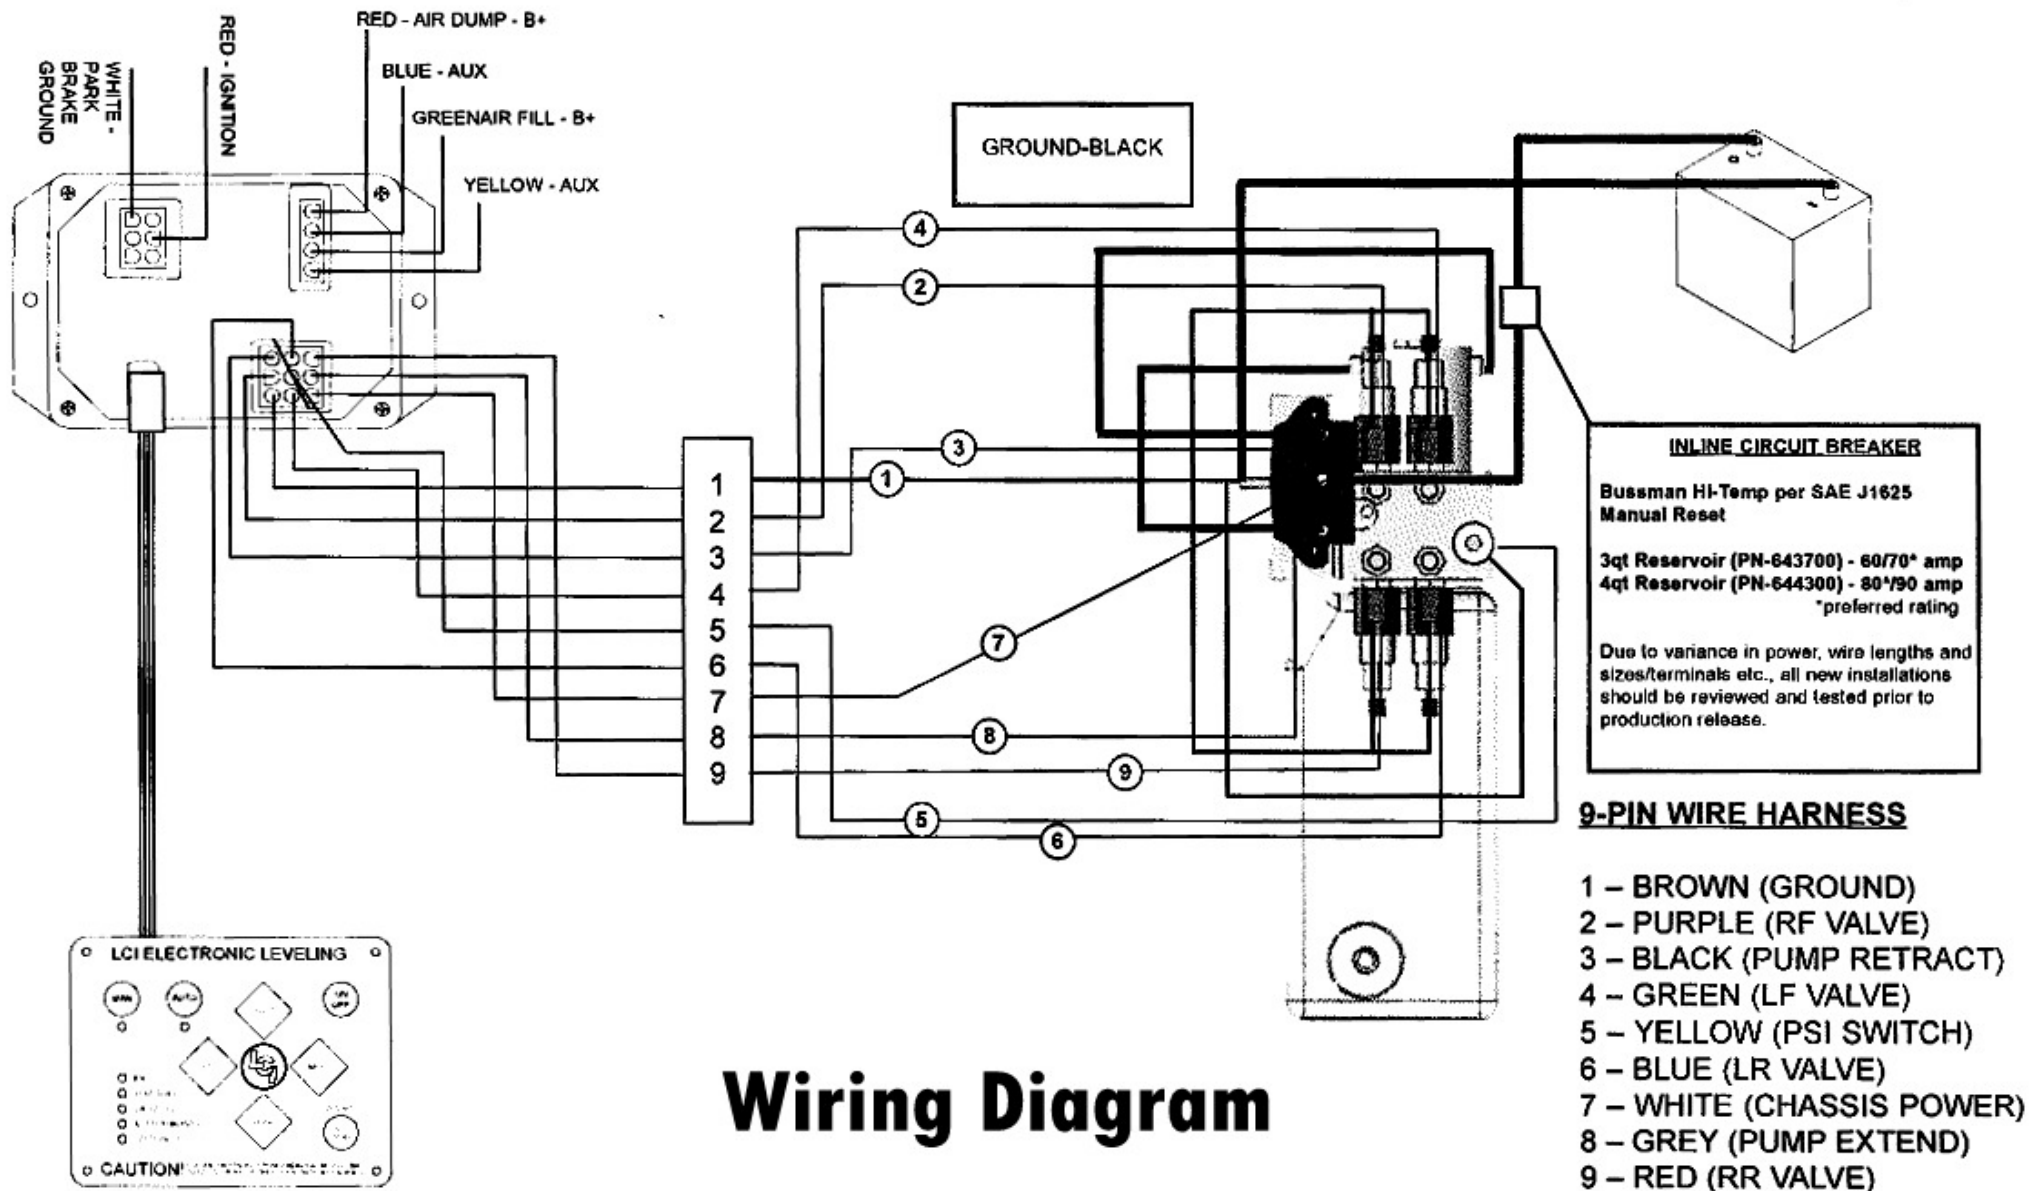 RED - AIR DUMP - B+
BLUE - AUX
GREENAIR FILL - B+
YELLOW - AUX
RED - IGNITION
WHITE -
PARK
BRAKE
GROUND
GROUND-BLACK
4
2
3
1
7
8
9
5
6
1
2
3
4
5
6
7
8
9
INLINE CIRCUIT BREAKER
Bussman Hi-Temp per SAE J1625
Manual Reset
3qt Reservoir (PN-643700) - 60/70* amp
4qt Reservoir (PN-644300) - 80*/90 amp
*preferred rating
Due to variance in power, wire lengths and
sizes/terminals etc., all new installations
should be reviewed and tested prior to
production release.
9-PIN WIRE HARNESS
1 – BROWN (GROUND)
2 – PURPLE (RF VALVE)
3 – BLACK (PUMP RETRACT)
4 – GREEN (LF VALVE)
5 – YELLOW (PSI SWITCH)
6 – BLUE (LR VALVE)
7 – WHITE (CHASSIS POWER)
8 – GREY (PUMP EXTEND)
9 – RED (RR VALVE)
LCI ELECTRONIC LEVELING
AUTO
CAUTION!
Wiring Diagram